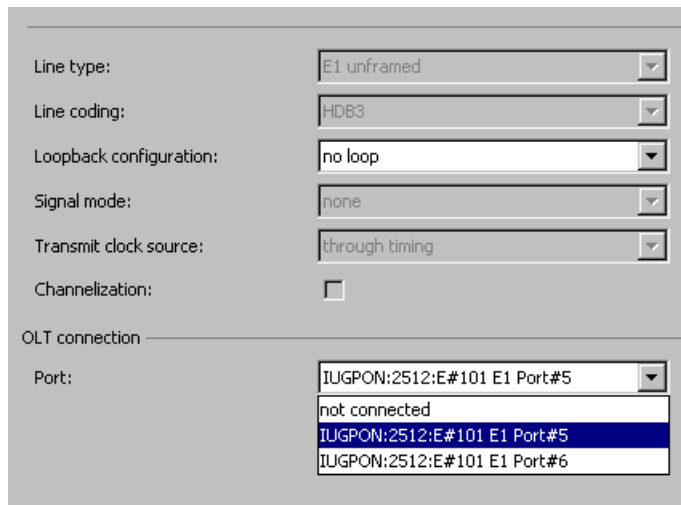 Line type: E1 unframed
Line coding: HDB3
Loopback configuration: no loop
Signal mode: none
Transmit clock source: through timing
Channelization:
OLT connection
Port: IUGPON:2512:E#101 E1 Port#5
not connected
IUGPON:2512:E#101 E1 Port#5
IUGPON:2512:E#101 E1 Port#6